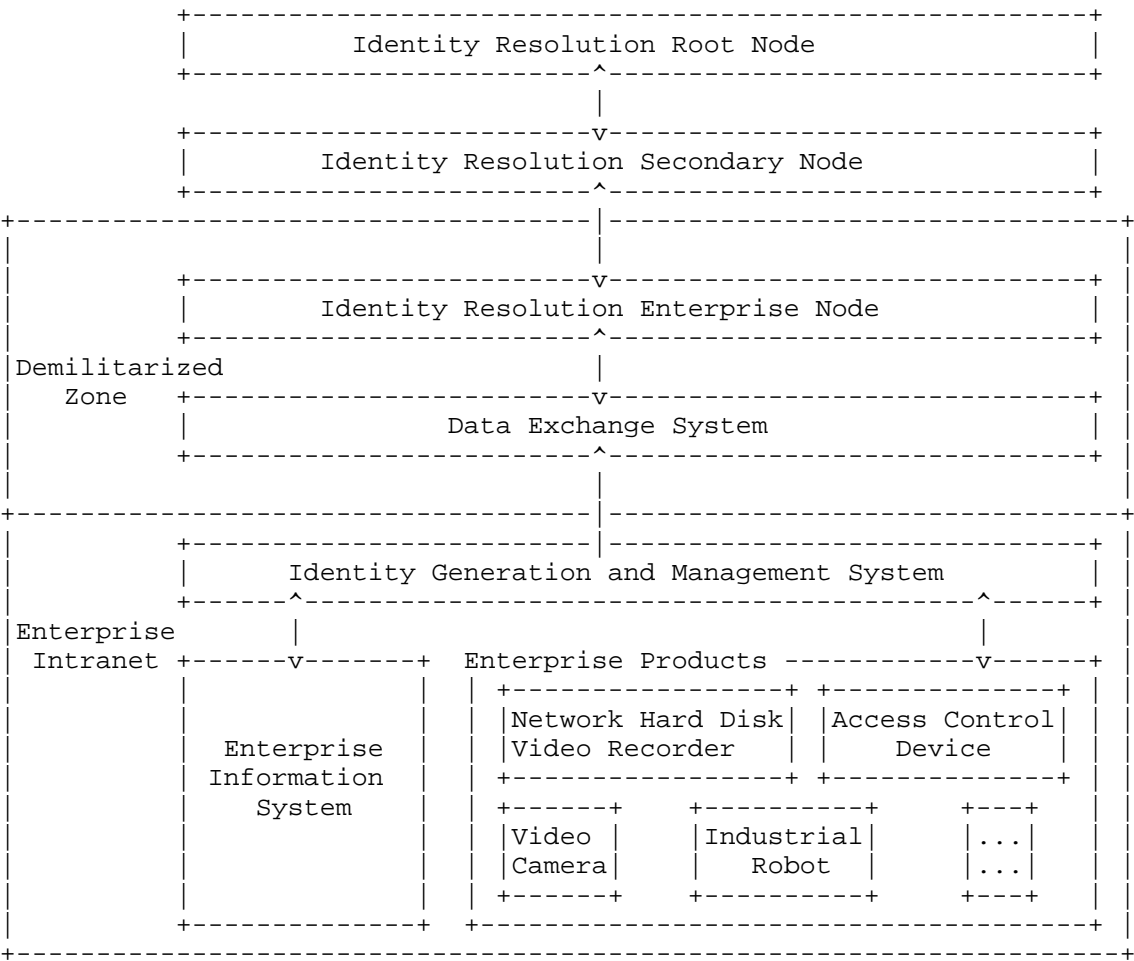 Identity Resolution Root Node
Identity Resolution Secondary Node
Identity Resolution Enterprise Node
Demilitarized
Zone
Data Exchange System
Identity Generation and Management System
Enterprise
Intranet
Enterprise Products
Network Hard Disk
Video Recorder
Access Control
Device
Enterprise
Information
System
Video
Camera
Industrial
Robot
...
...